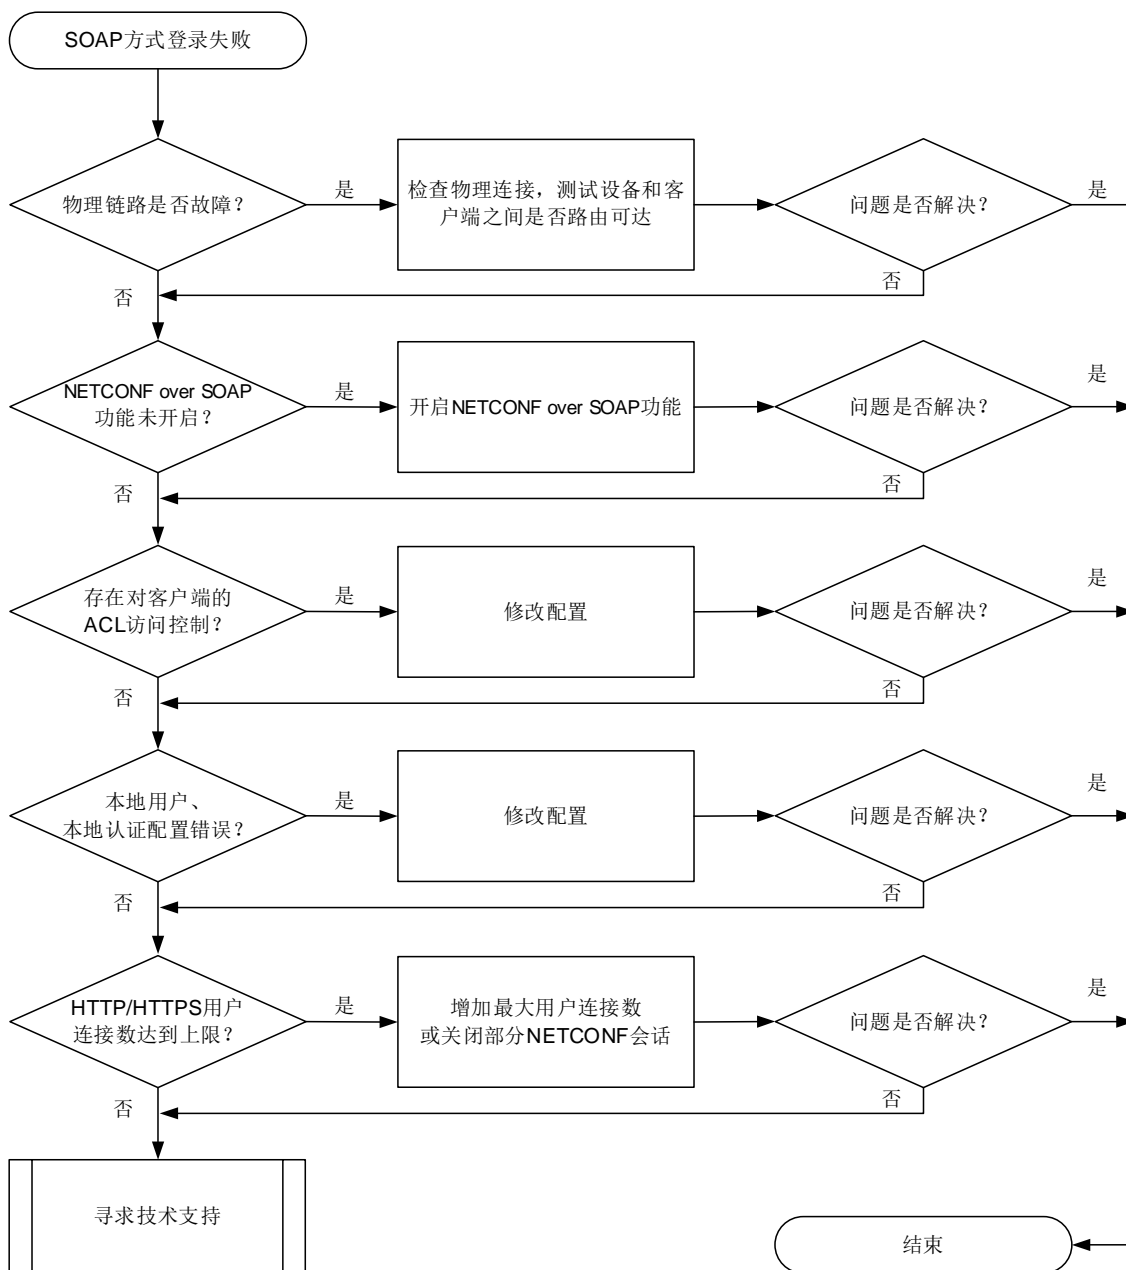 SOAP方式登录失败
物理链路是否故障？
是
检查物理连接，测试设备和客
户端之间是否路由可达
问题是否解决？
是
否
否
NETCONF over SOAP
功能未开启？
是
开启NETCONF over SOAP功能
问题是否解决？
是
否
否
存在对客户端的
ACL访问控制？
是
修改配置
问题是否解决？
是
否
否
本地用户、
本地认证配置错误？
是
修改配置
问题是否解决？
是
否
否
HTTP/HTTPS用户
连接数达到上限？
是
增加最大用户连接数
或关闭部分NETCONF会话
问题是否解决？
是
否
否
寻求技术支持
结束